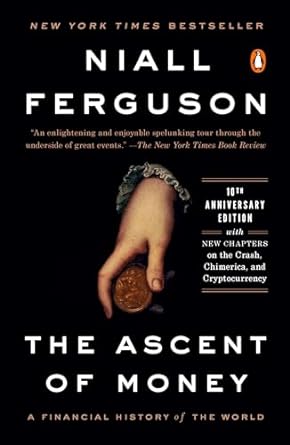 NEW YORK TIMES BESTSELLER
NIALL
FERGUSON
"An enlightening and enjoyable spelunking tour through the
underside of great events." —The New York Times Book Review
10TH
ANNIVERSARY
EDITION
with
NEW CHAPTERS
on the Crash,
Chimerica, and
Cryptocurrency
THE ASCENT
OF MONEY
A FINANCIAL HISTORY of THE WORLD